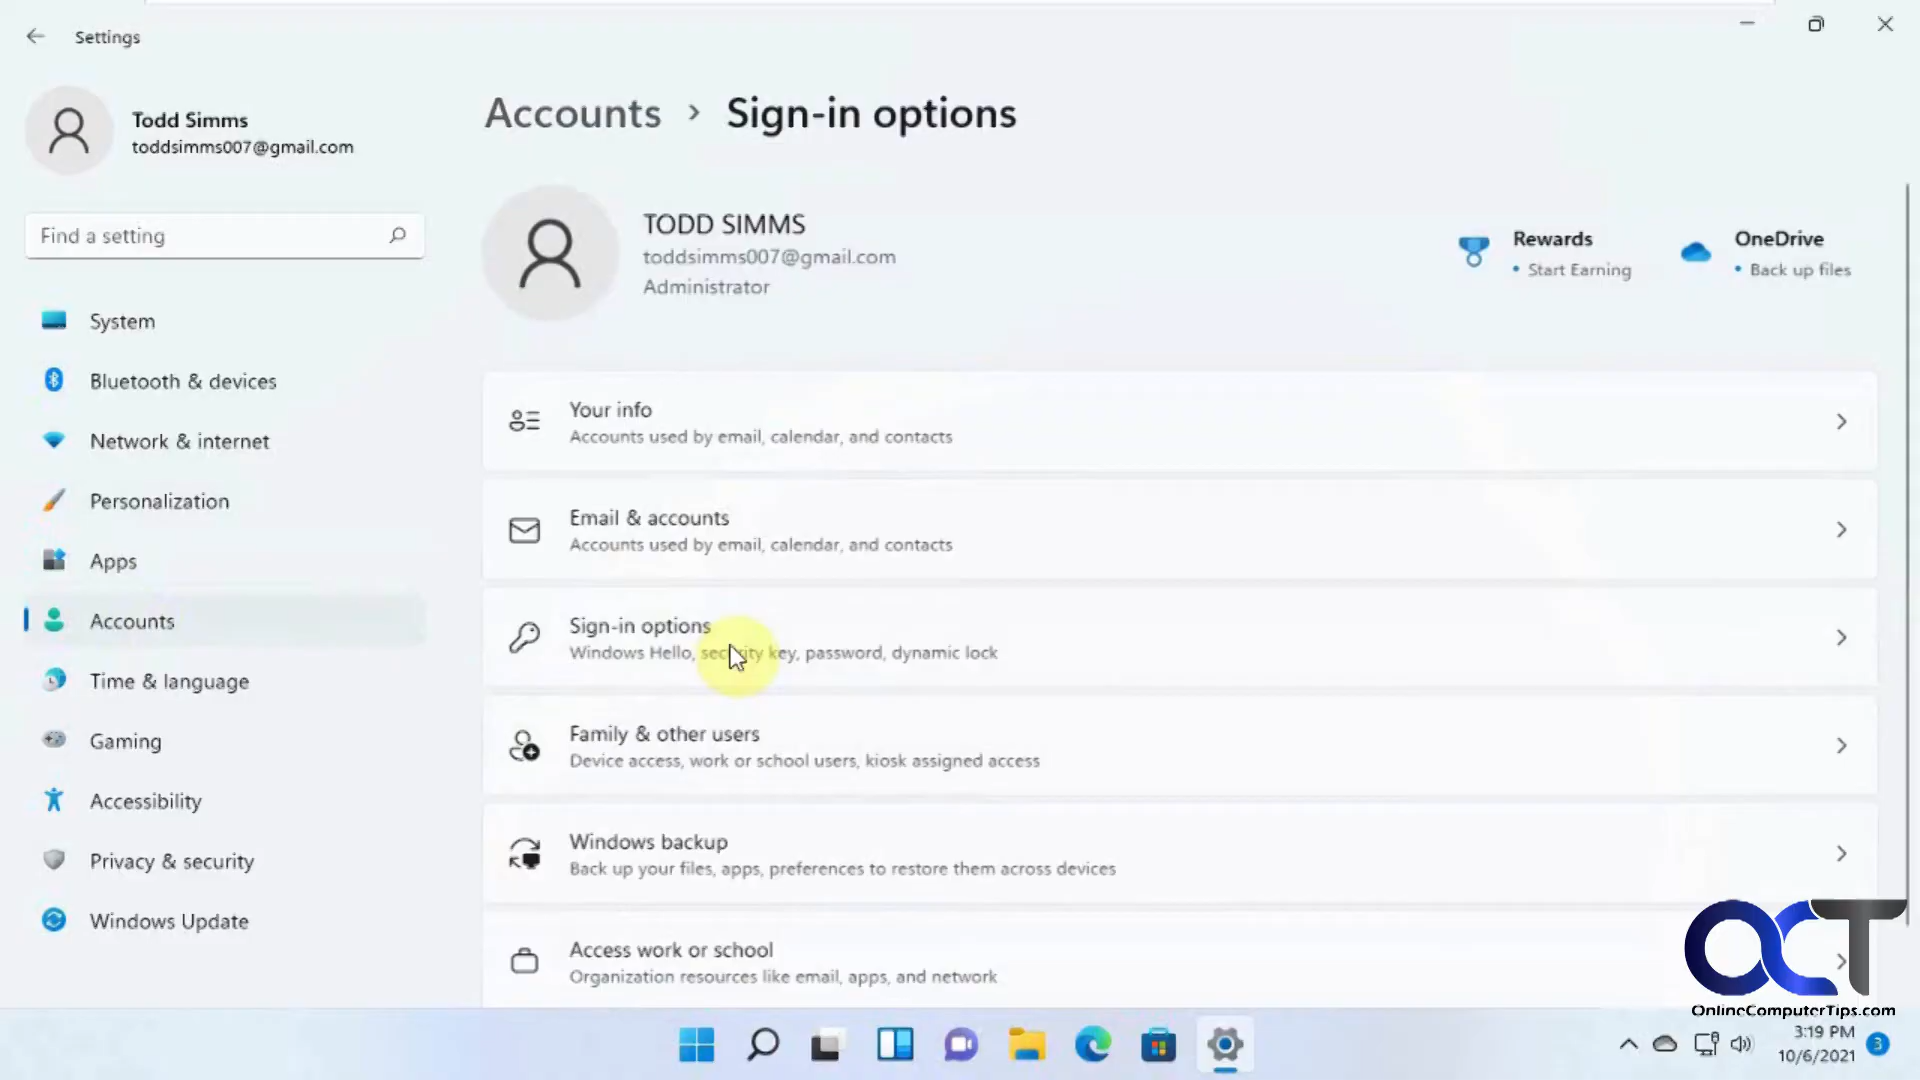 Settings
Todd Simms
toddsimms007@gmail.com
Find a setting
System
Bluetooth & devices
Network & internet
Personalization
Apps
Accounts
Time & language
Gaming
Accessibility
Privacy & security
Windows Update
Accounts > Sign-in options
TODD SIMMS
toddsimms007@gmail.com
Administrator
Rewards
• Start Earning
OneDrive
• Back up files
Your info
Accounts used by email, calendar, and contacts
Email & accounts
Accounts used by email, calendar, and contacts
Sign-in options
Windows Hello, security key, password, dynamic lock
Family & other users
Device access, work or school users, kiosk assigned access
Windows backup
Back up your files, apps, preferences to restore them across devices
Access work or school
Organization resources like email, apps, and network
OCT
OnlineComputerTips.com
3:19 PM
10/6/2021
3